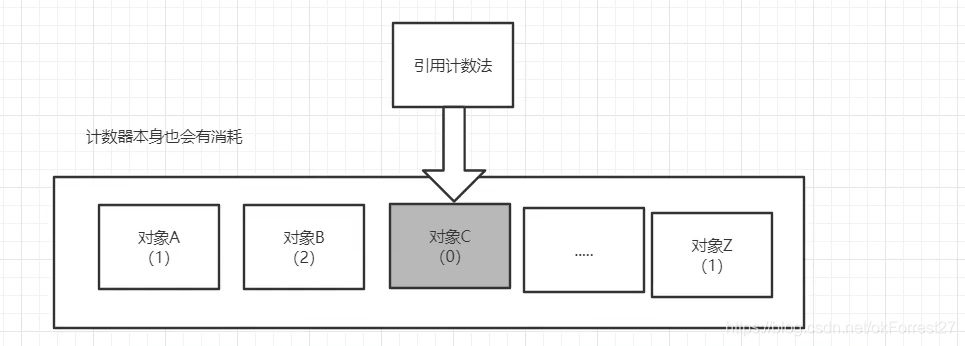 引用计数法
计数器本身也会有消耗
对象A
（1）
对象B
（2）
对象C
（0）
.....
对象Z
（1）
https://blog.csdn.net/okForrest27